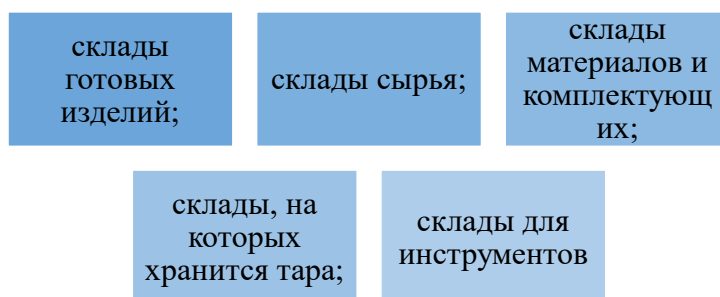 склады
готовых
изделий;
склады сырья;
склады
материалов и
комплектующ
их;
склады, на
которых
хранится тара;
склады для
инструментов